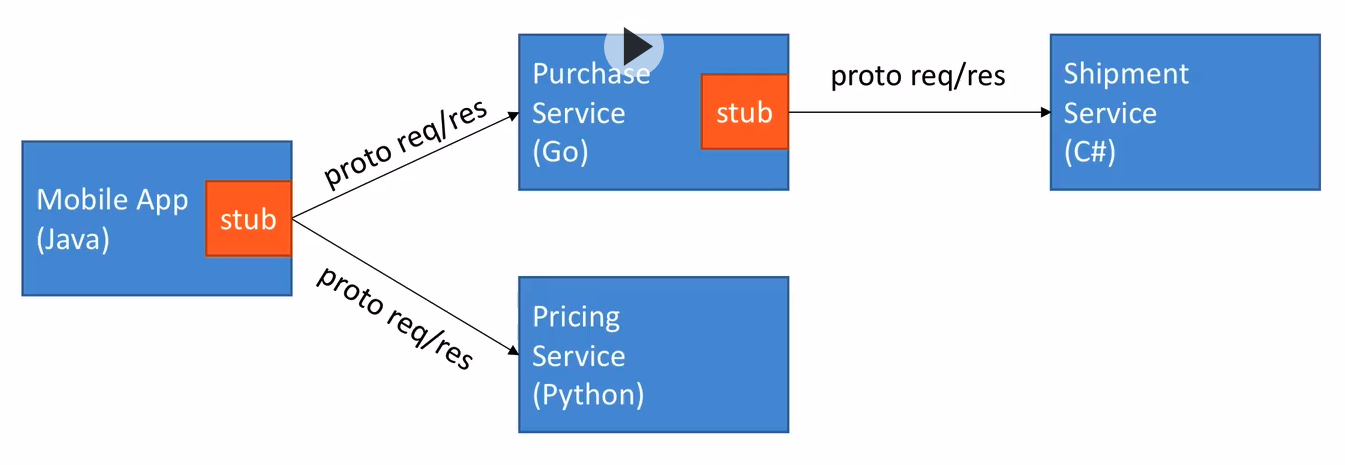 Mobile App
(Java)
stub
proto req/res
proto req/res
Purchase
Service
(Go)
stub
proto req/res
Shipment
Service
(C#)
Pricing
Service
(Python)